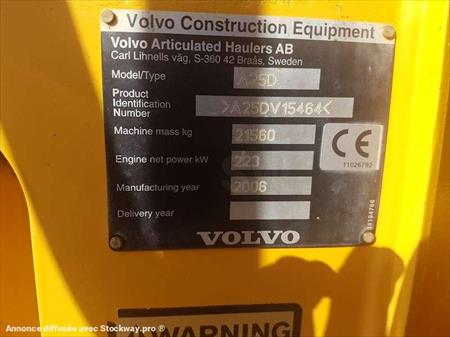 Volvo Construction Equipment
Volvo Articulated Haulers AB
Carl Lihnells väg, S-360 42 Braås, Sweden
Model/Type A25D
Product Identification Number >A25DV15464<
Machine mass kg 21560
CE
11026792
Engine net power kW 223
Manufacturing year 2006
Delivery year
11194766
VOLVO
WARNING
Annonce diffusée avec Stockway.pro ®